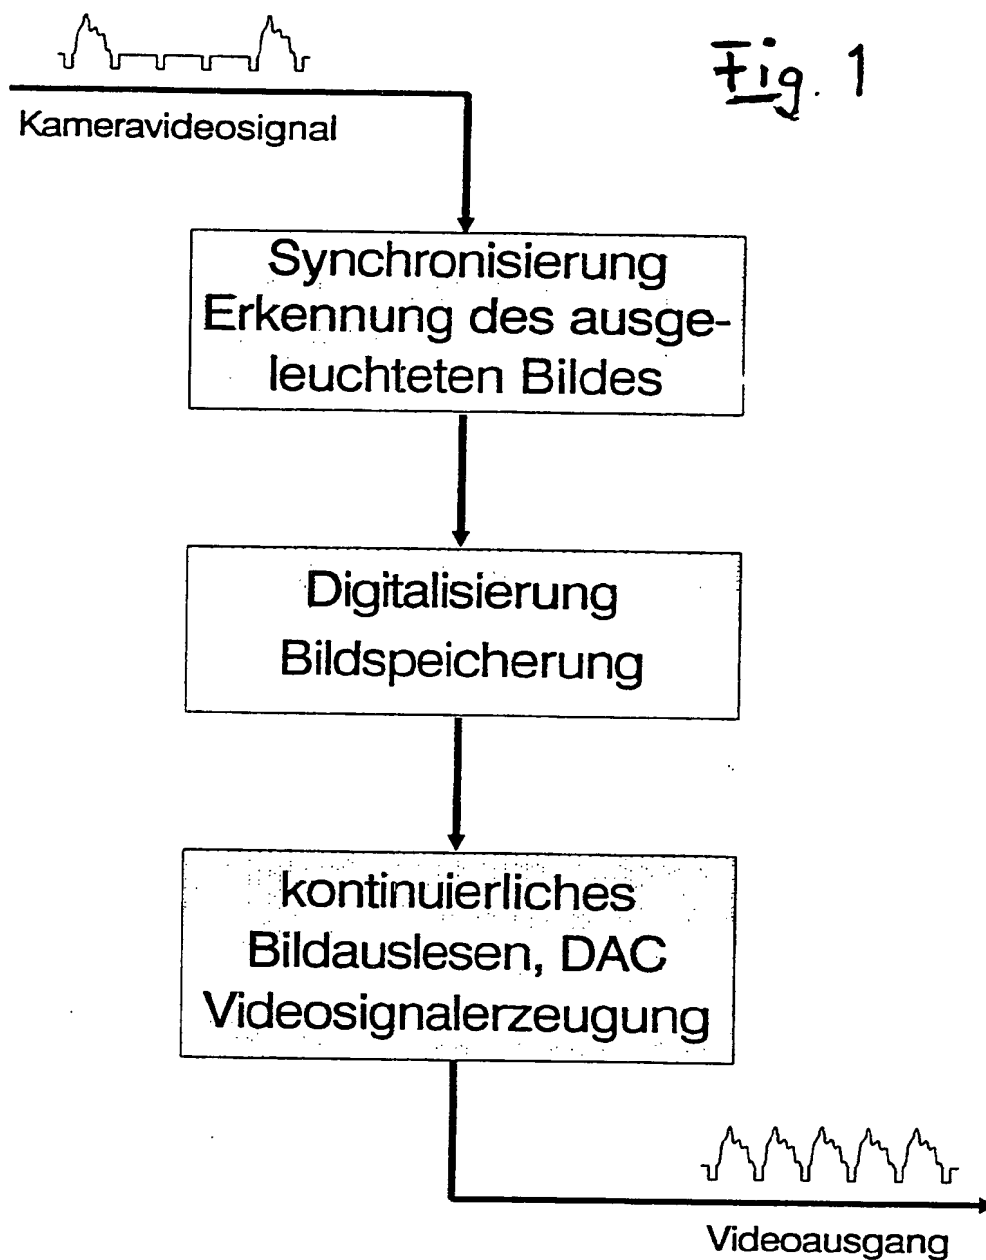 Fig. 1
Kameravideosignal
Synchronisierung
Erkennung des ausge-
leuchteten Bildes
Digitalisierung
Bildspeicherung
kontinuierliches
Bildauslesen, DAC
Videosignalerzeugung
Videoausgang